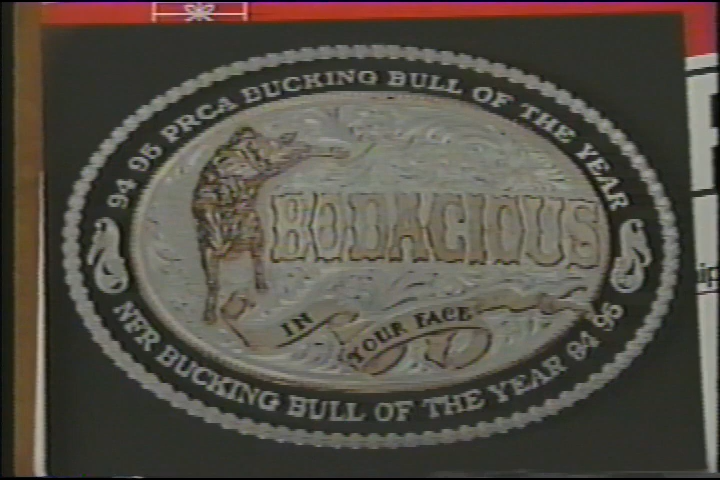 94 95 PRCA BUCKING BULL OF THE YEAR
BODACIOUS
IN YOUR FACE
NFR BUCKING BULL OF THE YEAR 94 95